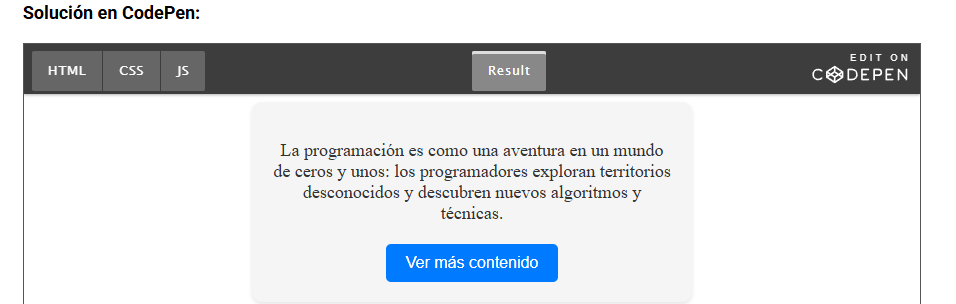 Solución en CodePen:
HTML CSS JS Result EDIT ON
CODEPEN
La programación es como una aventura en un mundo
de ceros y unos: los programadores exploran territorios
desconocidos y descubren nuevos algoritmos y
técnicas.
Ver más contenido